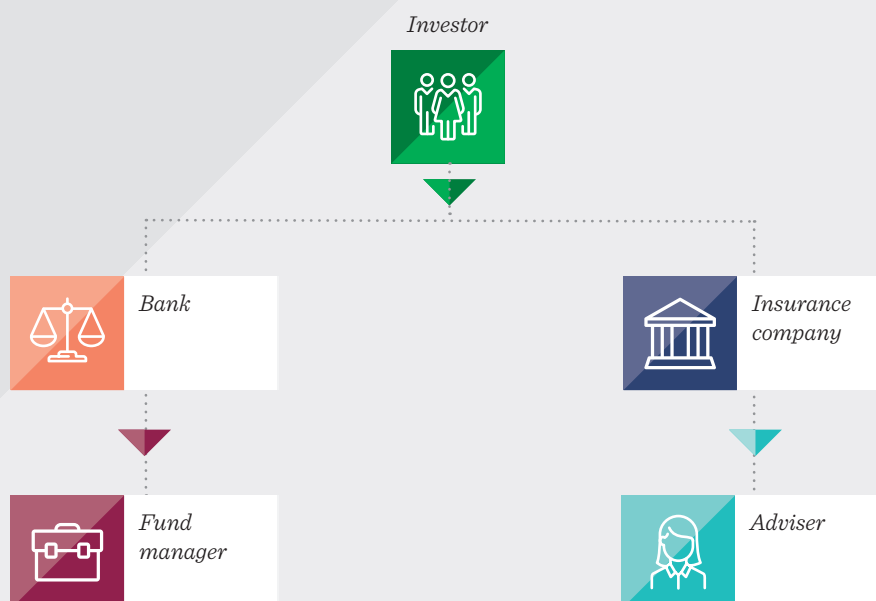 Investor
Bank
Insurance
company
Fund
manager
Adviser